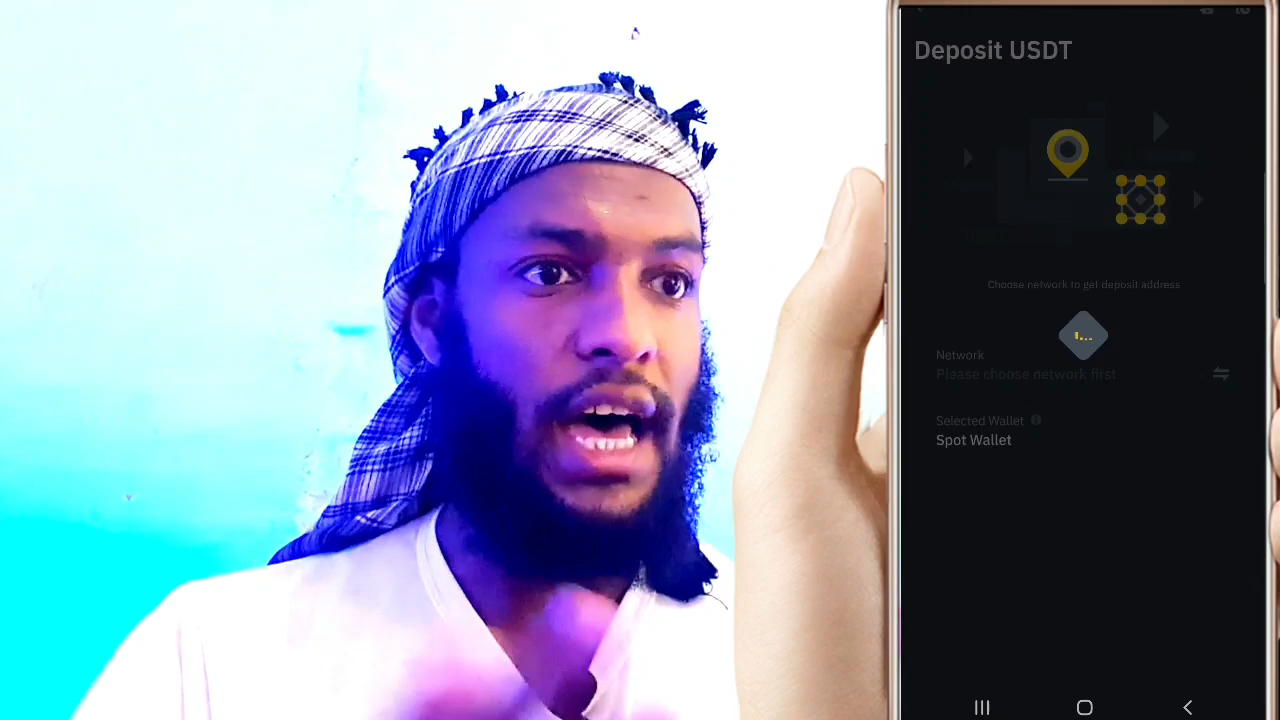 Deposit USDT
Choose network to get deposit address
Network
Please choose network first
Selected Wallet
Spot Wallet